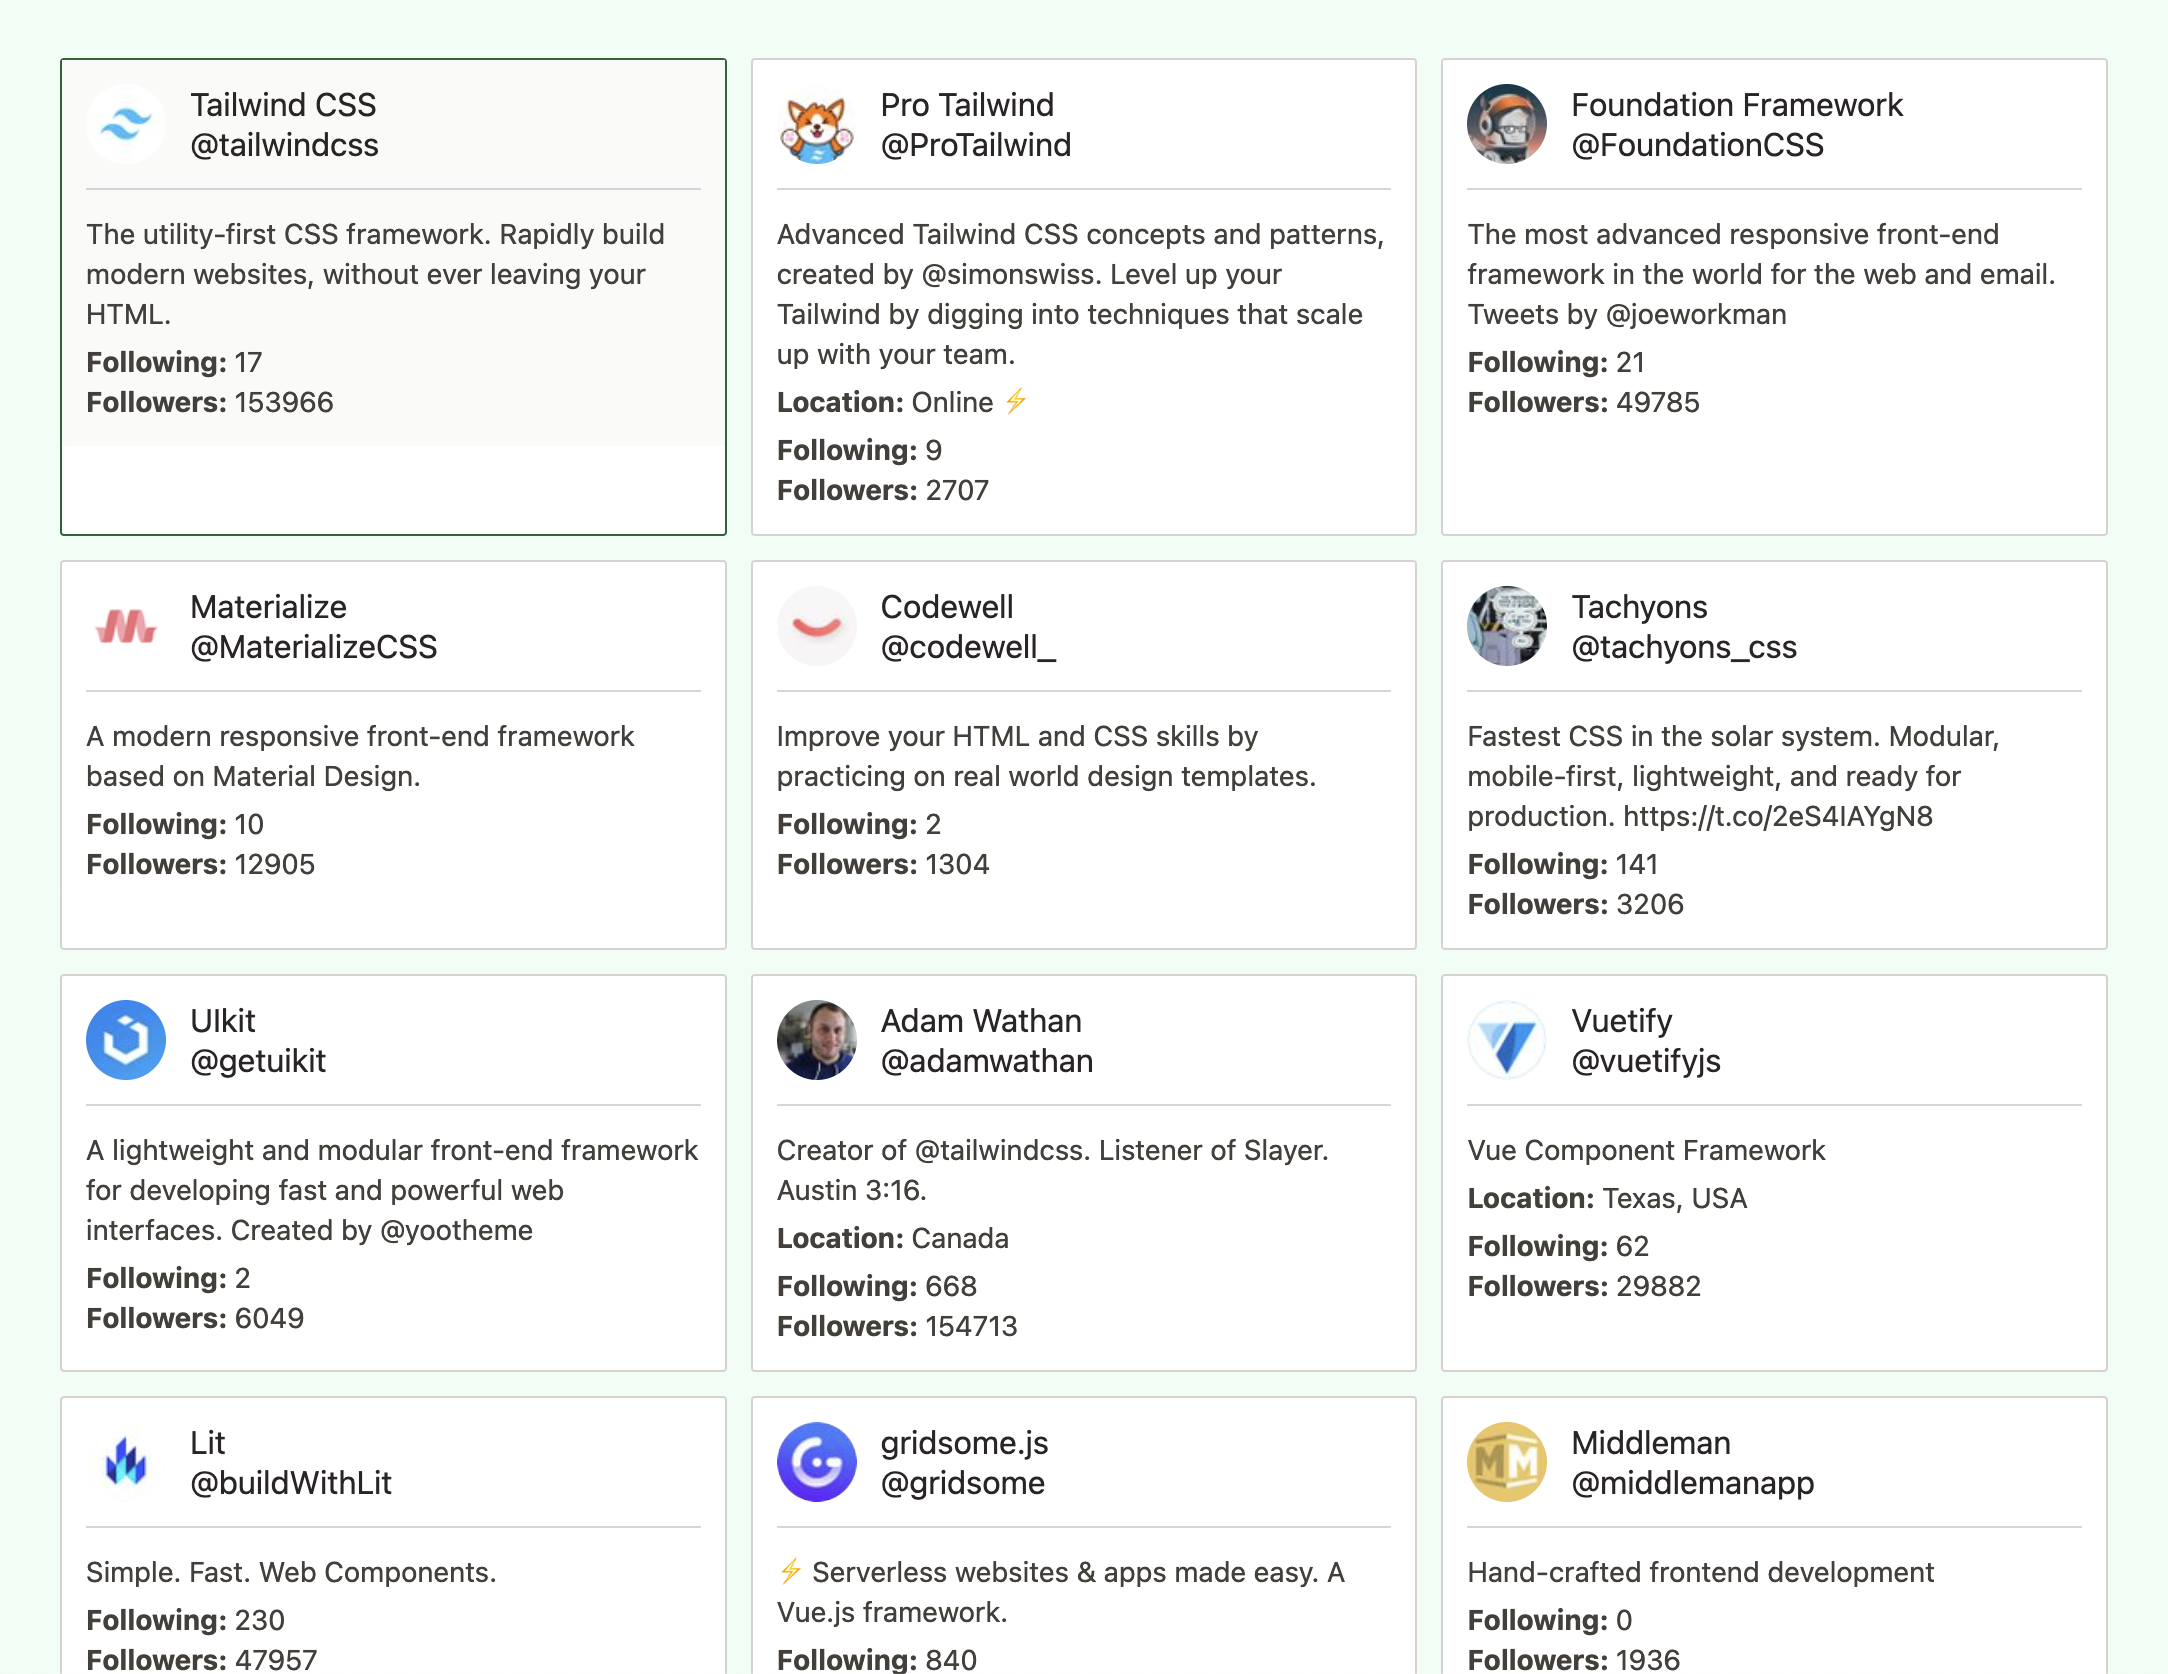 Tailwind CSS
@tailwindcss
The utility-first CSS framework. Rapidly build
modern websites, without ever leaving your
HTML.
Following: 17
Followers: 153966
Pro Tailwind
@ProTailwind
Advanced Tailwind CSS concepts and patterns,
created by @simonswiss. Level up your
Tailwind by digging into techniques that scale
up with your team.
Location: Online ⚡
Following: 9
Followers: 2707
Foundation Framework
@FoundationCSS
The most advanced responsive front-end
framework in the world for the web and email.
Tweets by @joeworkman
Following: 21
Followers: 49785
Materialize
@MaterializeCSS
A modern responsive front-end framework
based on Material Design.
Following: 10
Followers: 12905
Codewell
@codewell_
Improve your HTML and CSS skills by
practicing on real world design templates.
Following: 2
Followers: 1304
Tachyons
@tachyons_css
Fastest CSS in the solar system. Modular,
mobile-first, lightweight, and ready for
production. https://t.co/2eS4IAYgN8
Following: 141
Followers: 3206
UIkit
@getuikit
A lightweight and modular front-end framework
for developing fast and powerful web
interfaces. Created by @yootheme
Following: 2
Followers: 6049
Adam Wathan
@adamwathan
Creator of @tailwindcss. Listener of Slayer.
Austin 3:16.
Location: Canada
Following: 668
Followers: 154713
Vuetify
@vuetifyjs
Vue Component Framework
Location: Texas, USA
Following: 62
Followers: 29882
Lit
@buildWithLit
Simple. Fast. Web Components.
Following: 230
Followers: 47957
gridsome.js
@gridsome
⚡ Serverless websites & apps made easy. A
Vue.js framework.
Following: 840
MM
Middleman
@middlemanapp
Hand-crafted frontend development
Following: 0
Followers: 1936